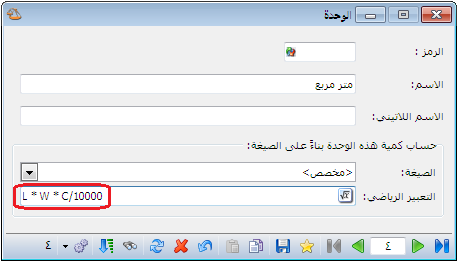 الوحدة
الرمز :
الاسم: متر مربع
الاسم اللاتيني:
حساب كمية هذه الوحدة بناءً على الصيغة:
الصيغة: <مخصص>
التعبير الرياضي: L * W * C/10000
٤ ٤